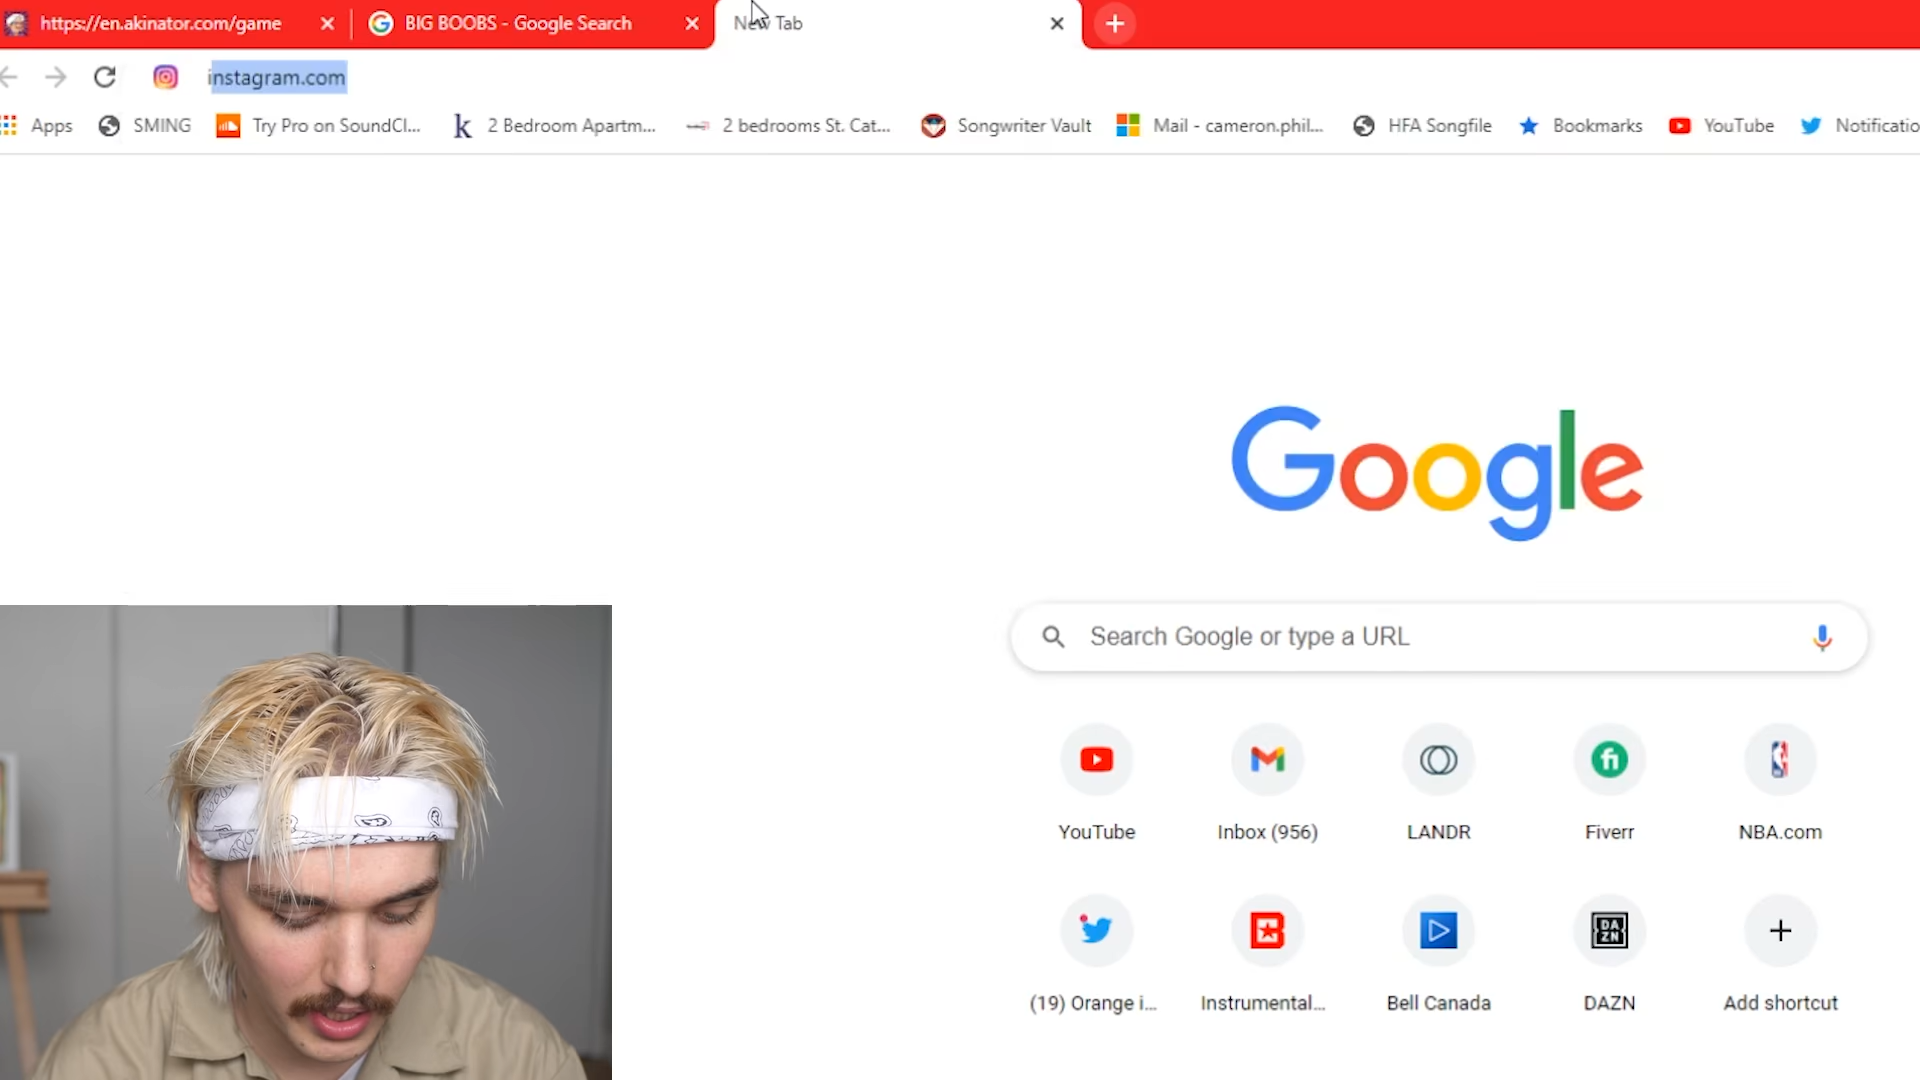 https://en.akinator.com/game
BIG BOOBS - Google Search
New Tab
instagram.com
Apps
SMING
Try Pro on SoundCl...
2 Bedroom Apartm...
2 bedrooms St. Cat...
Songwriter Vault
Mail - cameron.phil...
HFA Songfile
Bookmarks
YouTube
Notificatio
Google
Search Google or type a URL
YouTube
Inbox (956)
LANDR
Fiverr
NBA.com
(19) Orange i...
Instrumental...
Bell Canada
DAZN
Add shortcut